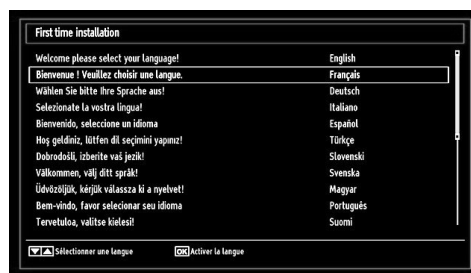 First time installation
Welcome please select your language! English
Bienvenue ! Veuillez choisir une langue. Français
Wählen Sie bitte Ihre Sprache aus! Deutsch
Selezionate la vostra lingua! Italiano
Bienvenido, seleccione un idioma Español
Hoş geldiniz, lütfen dil seçimini yapınız! Türkçe
Dobrodošli, izberite vaš jezik! Slovenski
Välkommen, välj ditt språk! Svenska
Üdvözöljük, kérjük válassza ki a nyelvet! Magyar
Bem-vindo, favor selecionar seu idioma Português
Tervetuloa, valitse kielesi! Suomi
Sélectionner une langue OK Activer la langue